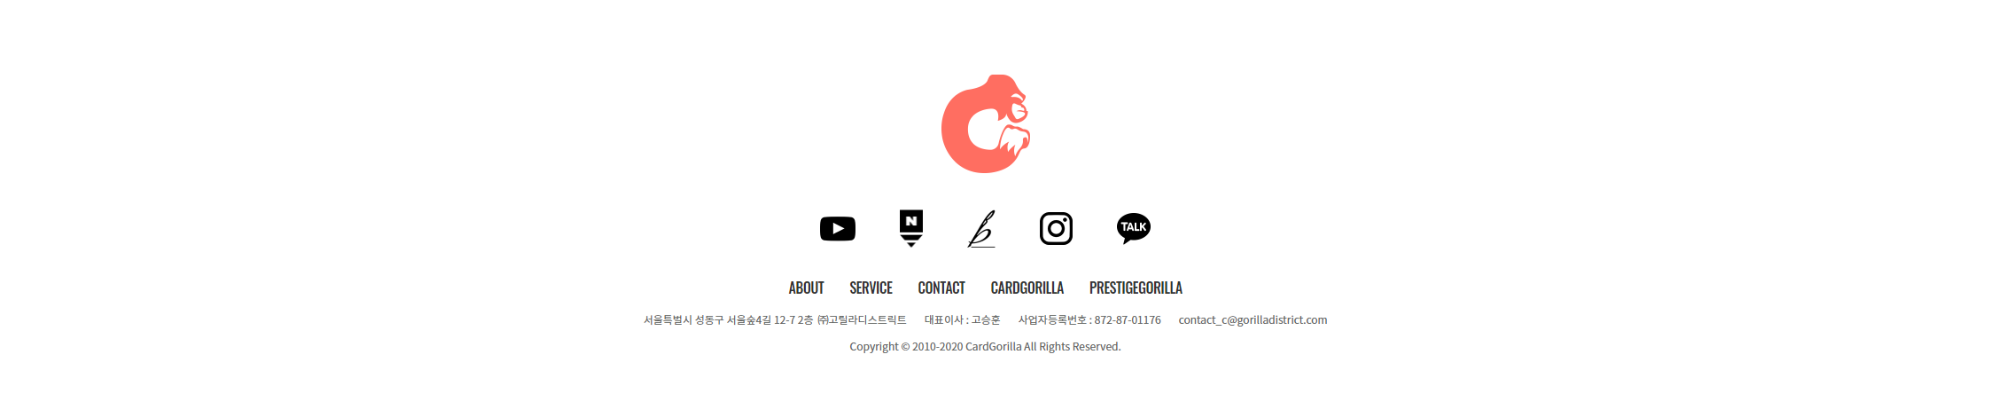 N
b
TALK
ABOUT SERVICE CONTACT CARDGORILLA PRESTIGEGORILLA
서울특별시 성동구 서울숲4길 12-7 2층 ㈜고릴라디스트릭트 대표이사 : 고승훈 사업자등록번호 : 872-87-01176 contact_c@gorilladistrict.com
Copyright © 2010-2020 CardGorilla All Rights Reserved.